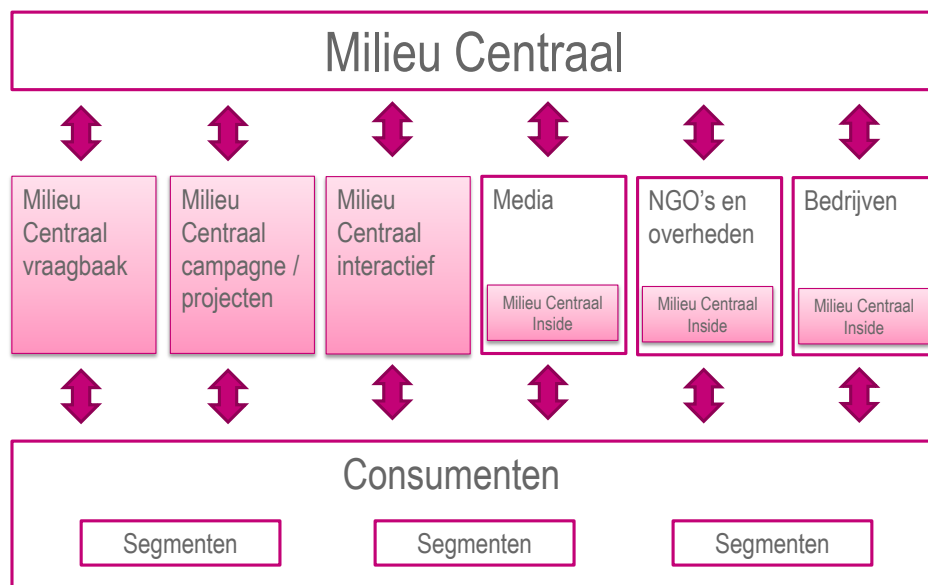 Milieu Centraal
Milieu
Centraal
vraagbaak
Milieu
Centraal
campagne /
projecten
Milieu
Centraal
interactief
Media
Milieu Centraal
Inside
NGO's en
overheden
Milieu Centraal
Inside
Bedrijven
Milieu Centraal
Inside
Consumenten
Segmenten
Segmenten
Segmenten